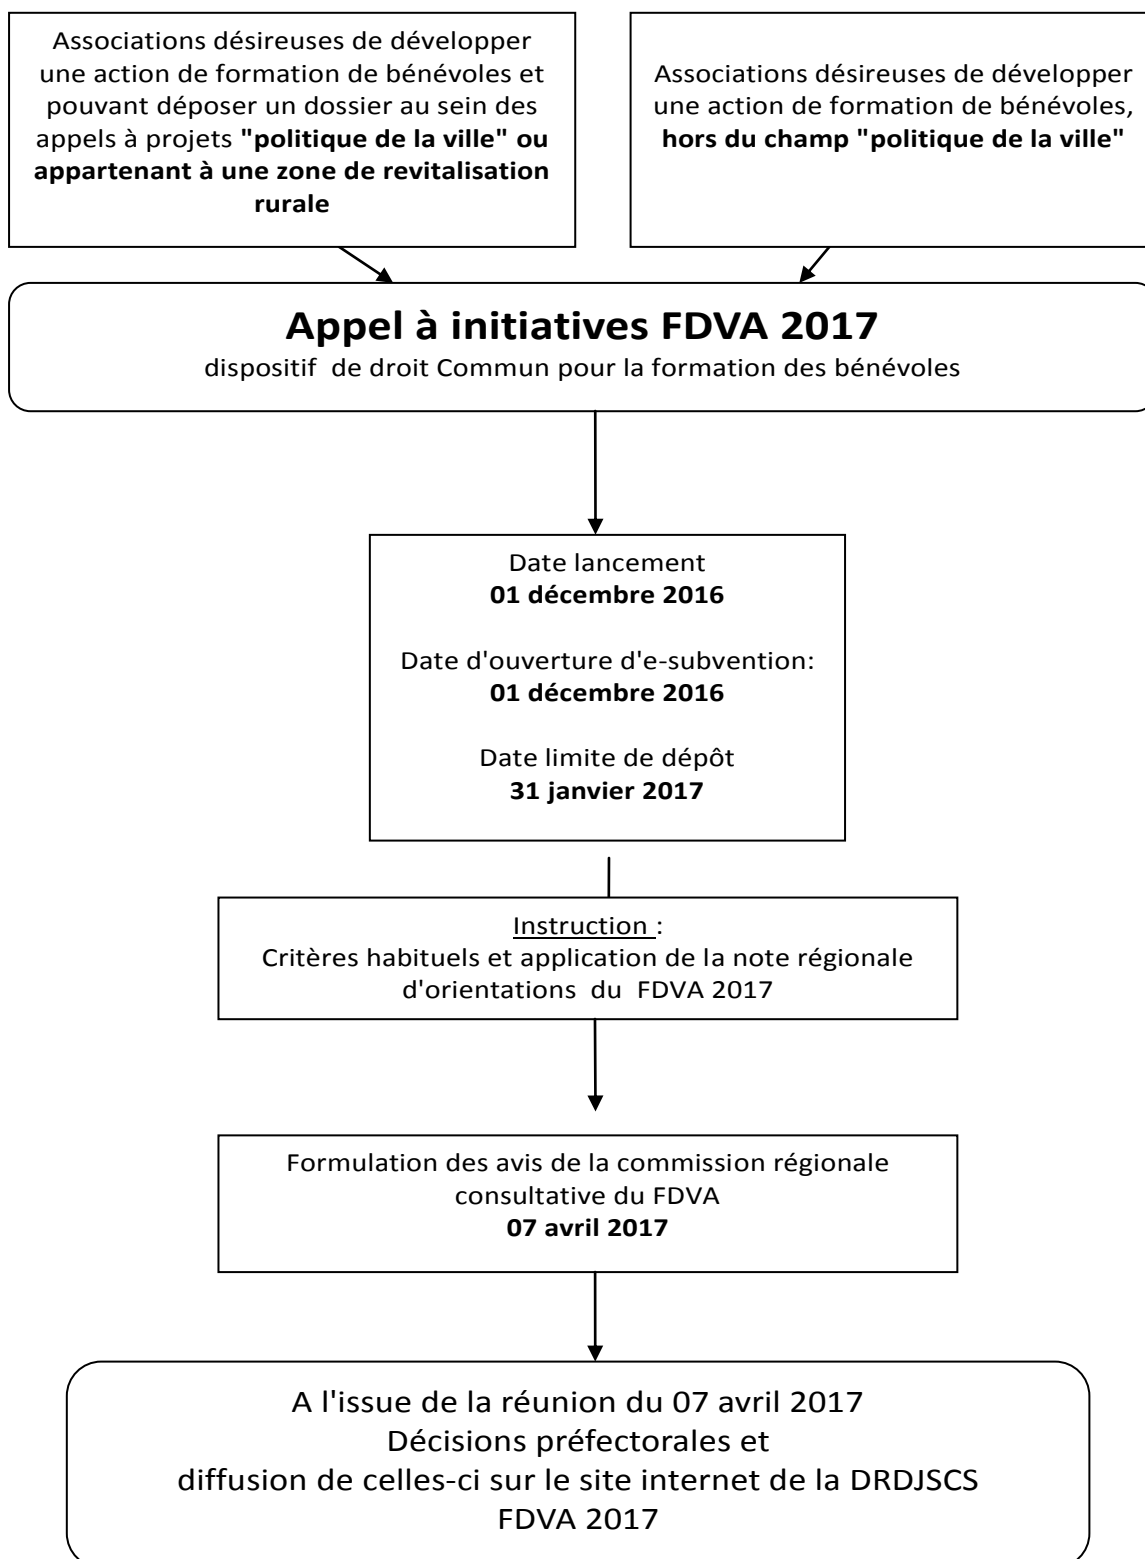 Associations désireuses de développer
une action de formation de bénévoles et
pouvant déposer un dossier au sein des
appels à projets "politique de la ville" ou
appartenant à une zone de revitalisation
rurale
Associations désireuses de développer
une action de formation de bénévoles,
hors du champ "politique de la ville"
Appel à initiatives FDVA 2017
dispositif de droit Commun pour la formation des bénévoles
Date lancement
01 décembre 2016
Date d'ouverture d'e-subvention:
01 décembre 2016
Date limite de dépôt
31 janvier 2017
Instruction :
Critères habituels et application de la note régionale
d'orientations du FDVA 2017
Formulation des avis de la commission régionale
consultative du FDVA
07 avril 2017
A l'issue de la réunion du 07 avril 2017
Décisions préfectorales et
diffusion de celles-ci sur le site internet de la DRDJSCS
FDVA 2017